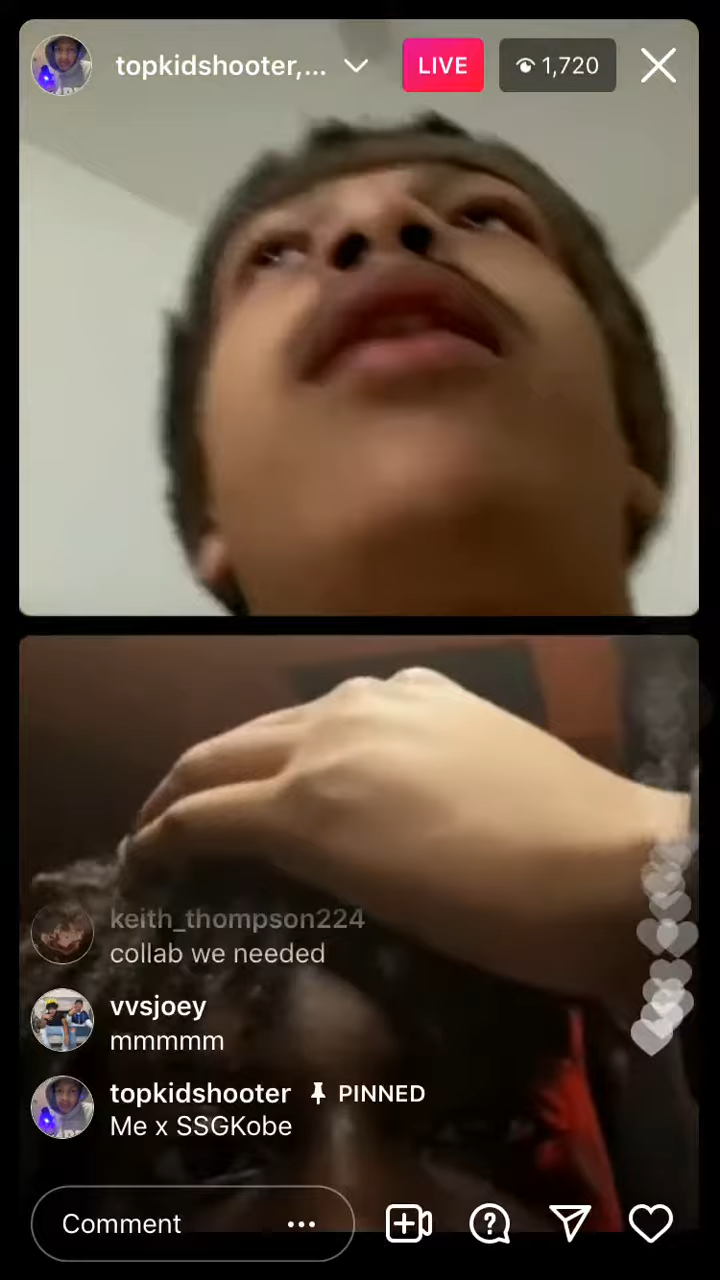 topkidshooter,...
LIVE
1,720
keith_thompson224
collab we needed
vvsjoey
mmmmm
topkidshooter PINNED
Me x SSGKobe
Comment